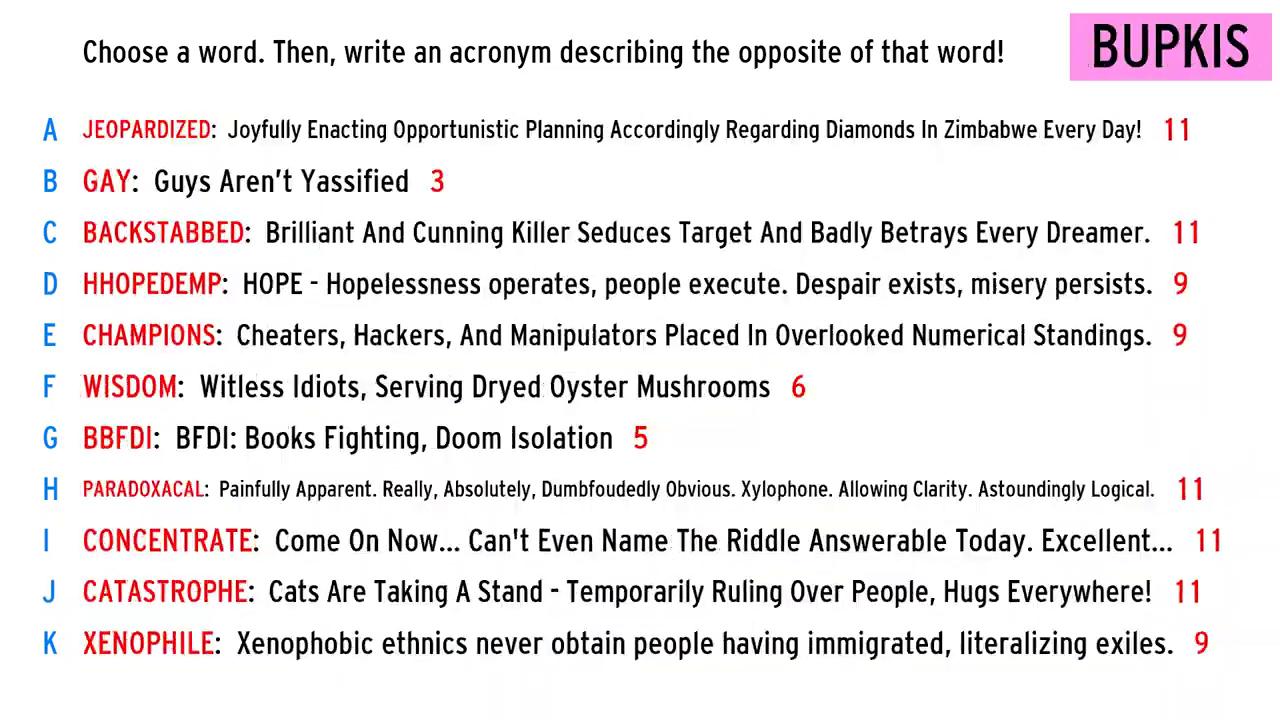 Choose a word. Then, write an acronym describing the opposite of that word!
BUPKIS
A JEOPARDIZED: Joyfully Enacting Opportunistic Planning Accordingly Regarding Diamonds In Zimbabwe Every Day! 11
B GAY: Guys Aren’t Yassified 3
C BACKSTABBED: Brilliant And Cunning Killer Seduces Target And Badly Betrays Every Dreamer. 11
D HHOPEDEMP: HOPE - Hopelessness operates, people execute. Despair exists, misery persists. 9
E CHAMPIONS: Cheaters, Hackers, And Manipulators Placed In Overlooked Numerical Standings. 9
F WISDOM: Witless Idiots, Serving Dryed Oyster Mushrooms 6
G BBFDI: BFDI: Books Fighting, Doom Isolation 5
H PARADOXACAL: Painfully Apparent. Really, Absolutely, Dumbfoudedly Obvious. Xylophone. Allowing Clarity. Astoundingly Logical. 11
I CONCENTRATE: Come On Now... Can't Even Name The Riddle Answerable Today. Excellent... 11
J CATASTROPHE: Cats Are Taking A Stand - Temporarily Ruling Over People, Hugs Everywhere! 11
K XENOPHILE: Xenophobic ethnics never obtain people having immigrated, literalizing exiles. 9